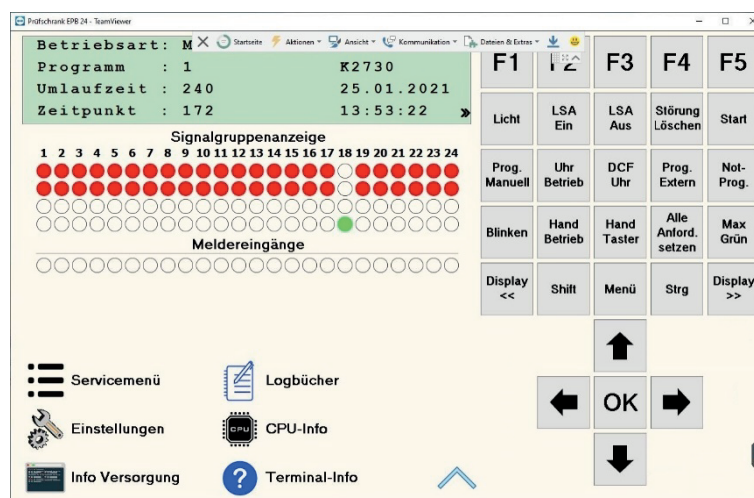 Prüfschrank EPB 24 - TeamViewer
Startseite Aktionen Ansicht Kommunikation Dateien & Extras
Betriebsart: M
Programm : 1 K2730
Umlaufzeit : 240 25.01.2021
Zeitpunkt : 172 13:53:22 »
F1 F2 F3 F4 F5
Licht LSA Ein LSA Aus Störung Löschen Start
Signalgruppenanzeige
1 2 3 4 5 6 7 8 9 10 11 12 13 14 15 16 17 18 19 20 21 22 23 24
Prog. Manuell Uhr Betrieb DCF Uhr Prog. Extern Not-Prog.
Blinken Hand Betrieb Hand Taster Alle Anford. setzen Max Grün
Meldereingänge
Display << Shift Menü Strg Display >>
Servicemenü Logbücher
OK
Einstellungen CPU CPU-Info
Info Versorgung ? Terminal-Info